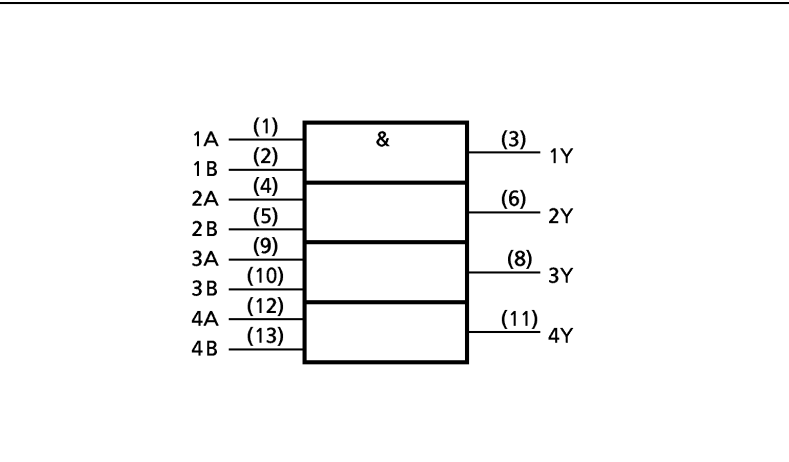 (1)
1A & (3) 1Y
(2)
1B
(4)
2A (6) 2Y
(5)
2B
(9)
3A (8) 3Y
(10)
3B
(12)
4A (11) 4Y
(13)
4B